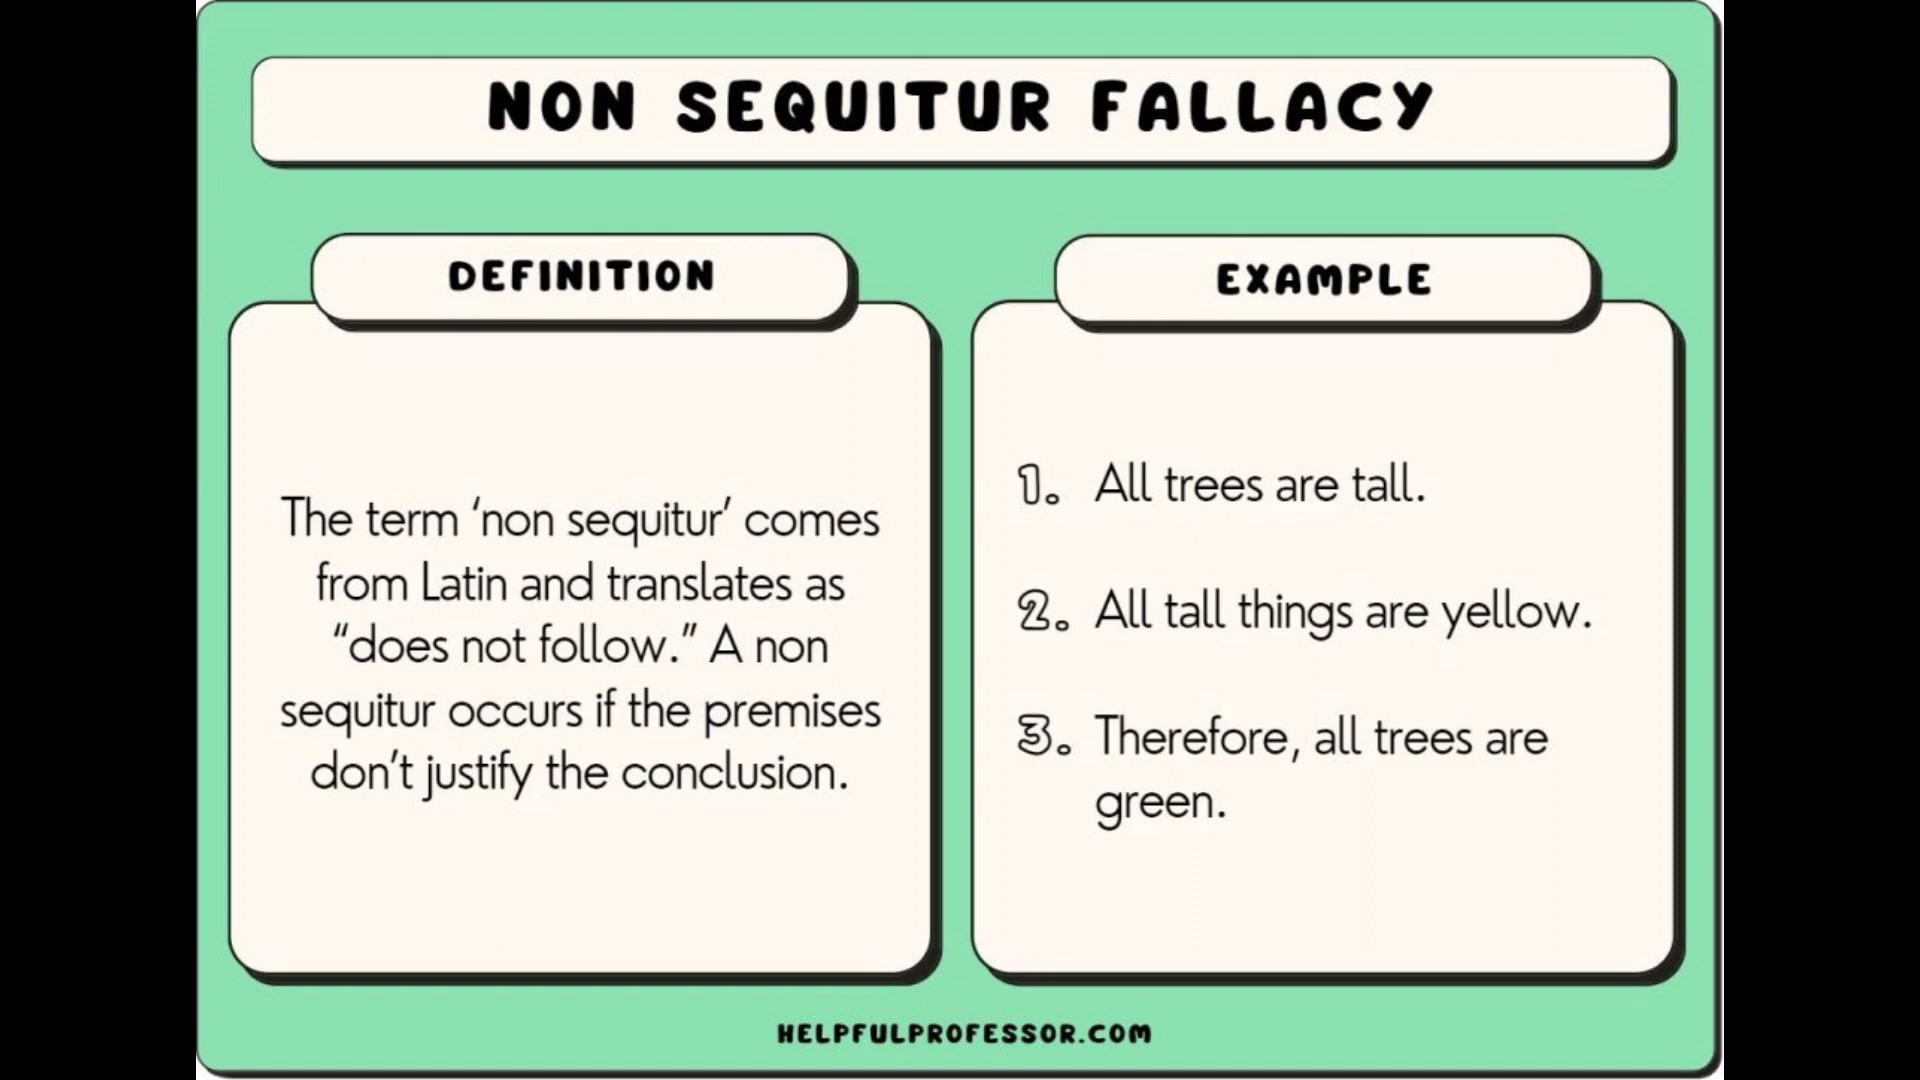 NON SEQUITUR FALLACY
DEFINITION
The term ‘non sequitur’ comes
from Latin and translates as
“does not follow.” A non
sequitur occurs if the premises
don’t justify the conclusion.
EXAMPLE
1. All trees are tall.
2. All tall things are yellow.
3. Therefore, all trees are
green.
HELPFULPROFESSOR.COM